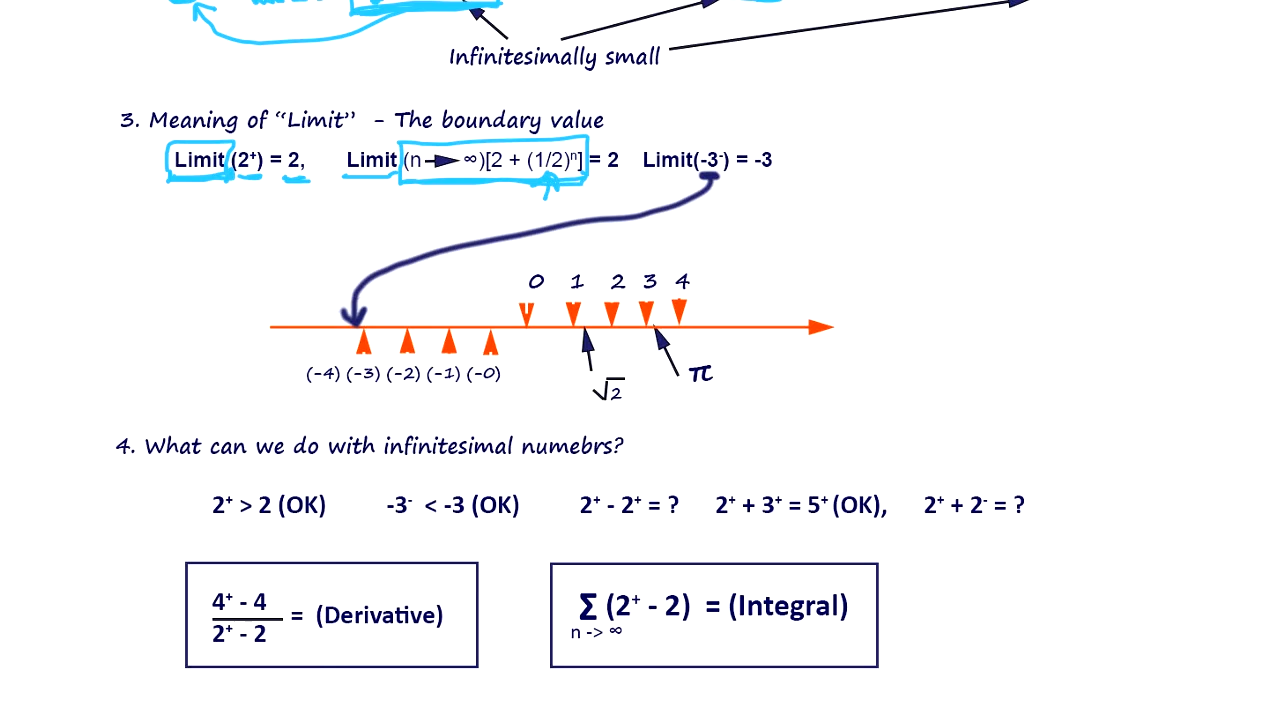 Infinitesimally small
3. Meaning of “Limit” - The boundary value
Limit (2⁺) = 2, Limit (n → ∞)[2 + (1/2)ⁿ] = 2 Limit(-3⁻) = -3
0 1 2 3 4
(-4) (-3) (-2) (-1) (-0)
√2
π
4. What can we do with infinitesimal numebrs?
2⁺ > 2 (OK) -3⁻ < -3 (OK) 2⁺ - 2⁺ = ? 2⁺ + 3⁺ = 5⁺ (OK), 2⁺ + 2⁻ = ?
4⁺ - 4
2⁺ - 2
= (Derivative)
Σ (2⁺ - 2) = (Integral)
n -> ∞